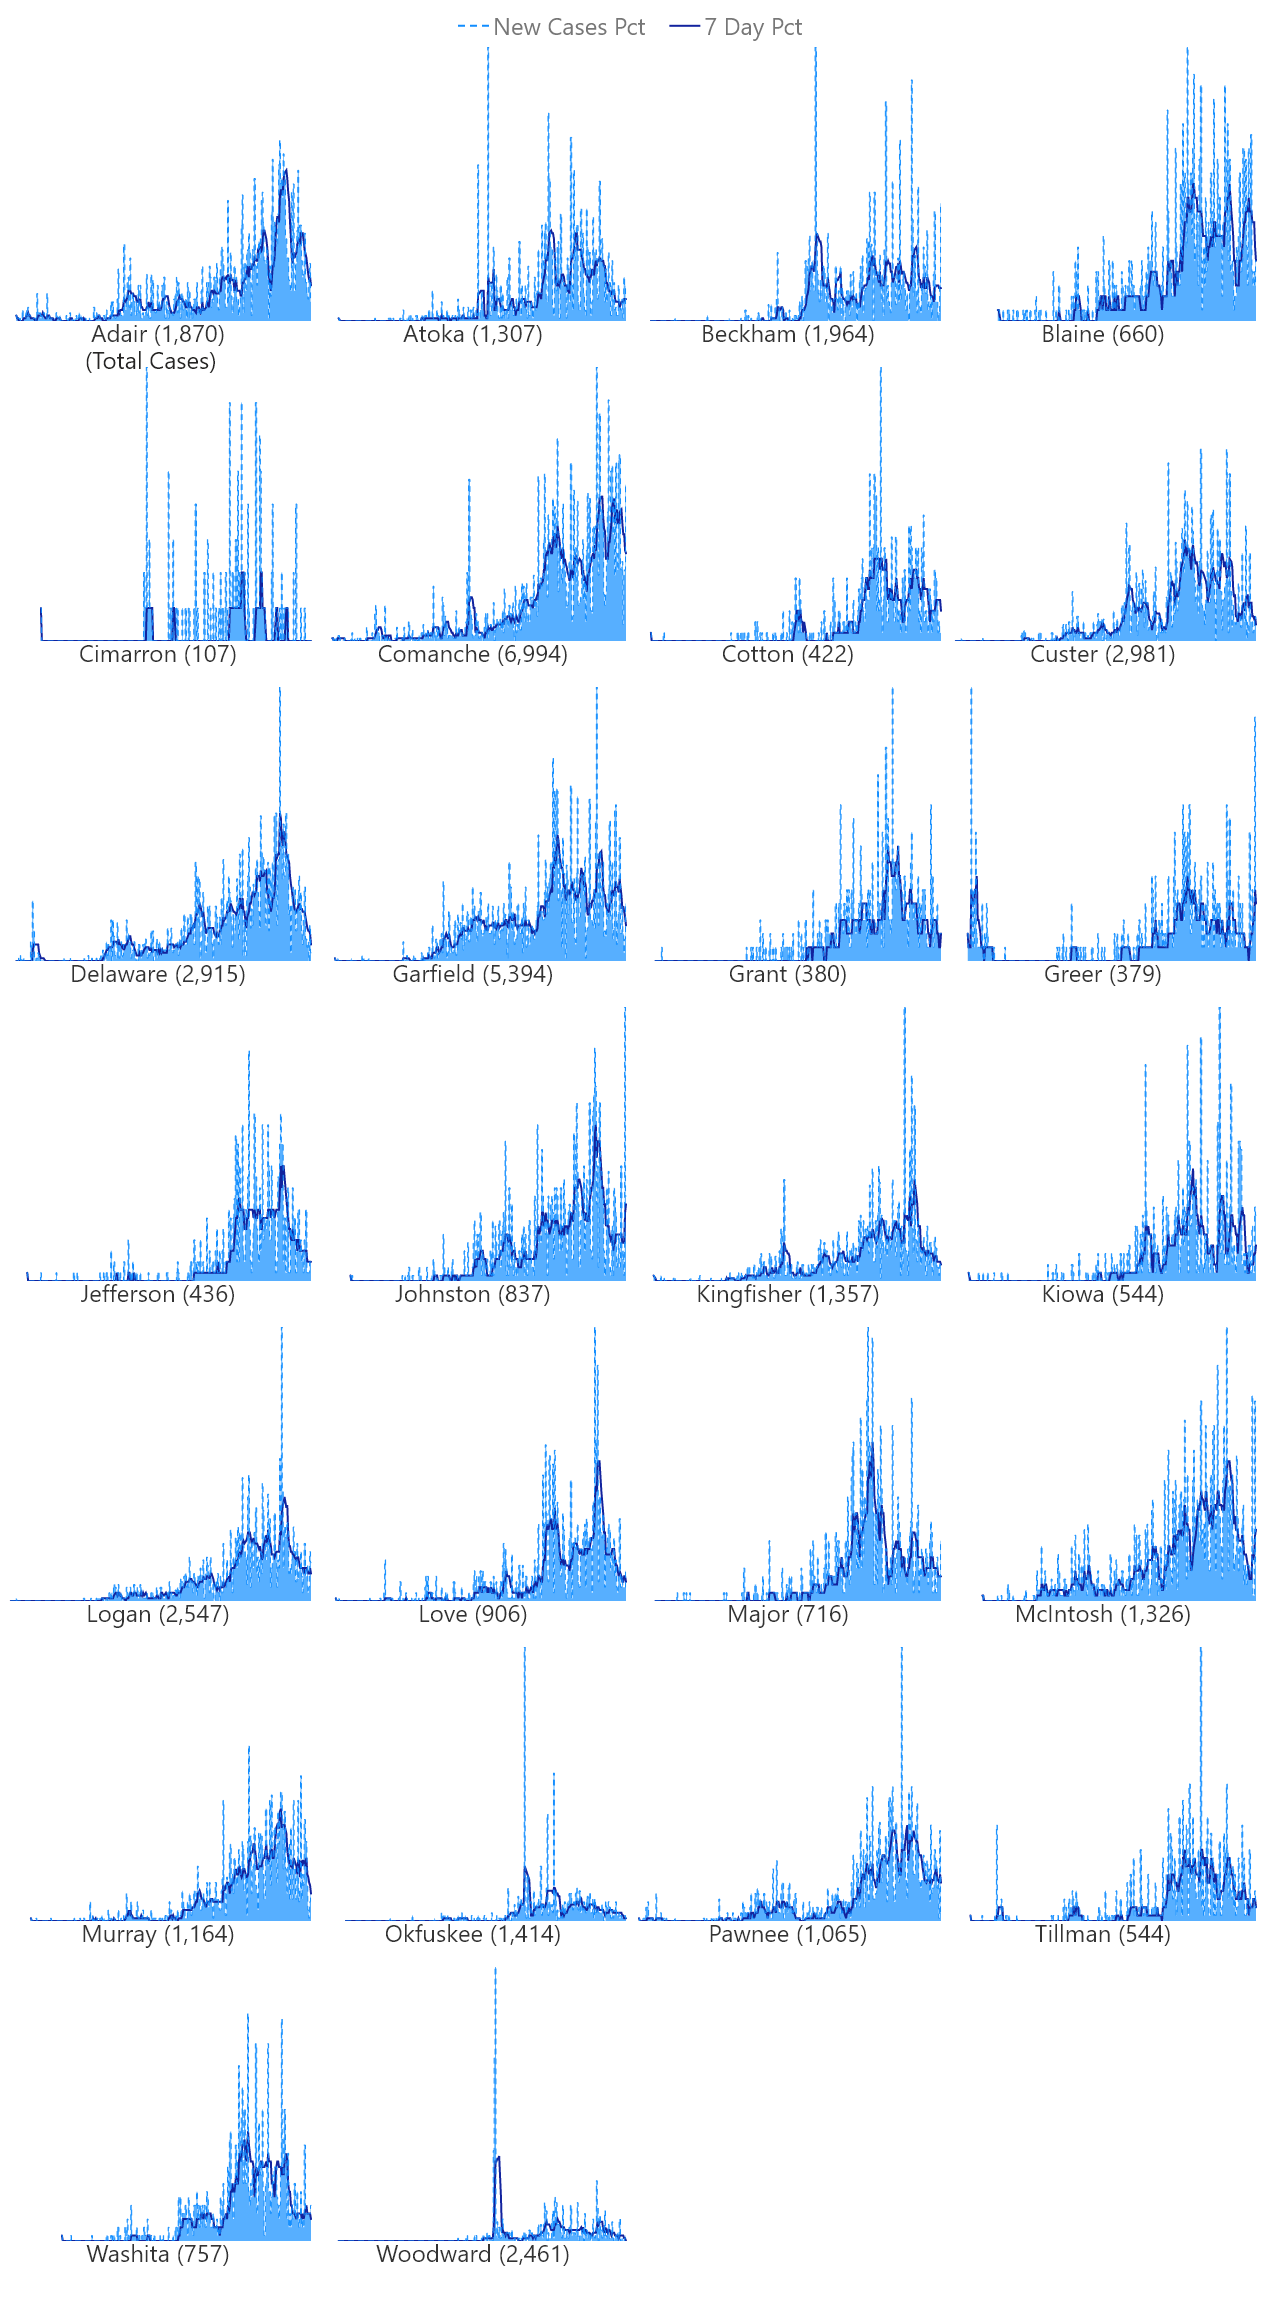 New Cases Pct 7 Day Pct
Adair (1,870) Atoka (1,307) Beckham (1,964) Blaine (660)
(Total Cases)
Cimarron (107) Comanche (6,994) Cotton (422) Custer (2,981)
Delaware (2,915) Garfield (5,394) Grant (380) Greer (379)
Jefferson (436) Johnston (837) Kingfisher (1,357) Kiowa (544)
Logan (2,547) Love (906) Major (716) McIntosh (1,326)
Murray (1,164) Okfuskee (1,414) Pawnee (1,065) Tillman (544)
Washita (757) Woodward (2,461)